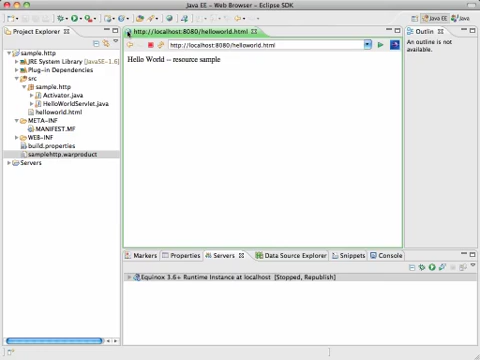 Java EE - Web Browser - Eclipse SDK
Java EE
Java
Project Explorer
sample.http
JRE System Library [JavaSE-1.6]
Plug-in Dependencies
src
sample.http
Activator.java
HelloWorldServlet.java
helloworld.html
META-INF
MANIFEST.MF
WEB-INF
build.properties
samplehttp.warproduct
Servers
http://localhost:8080/helloworld.html
http://localhost:8080/helloworld.html
Hello World -- resource sample
Outlin
An outline is not
available.
Markers
Properties
Servers
Data Source Explorer
Snippets
Console
Equinox 3.6+ Runtime Instance at localhost [Stopped, Republish]